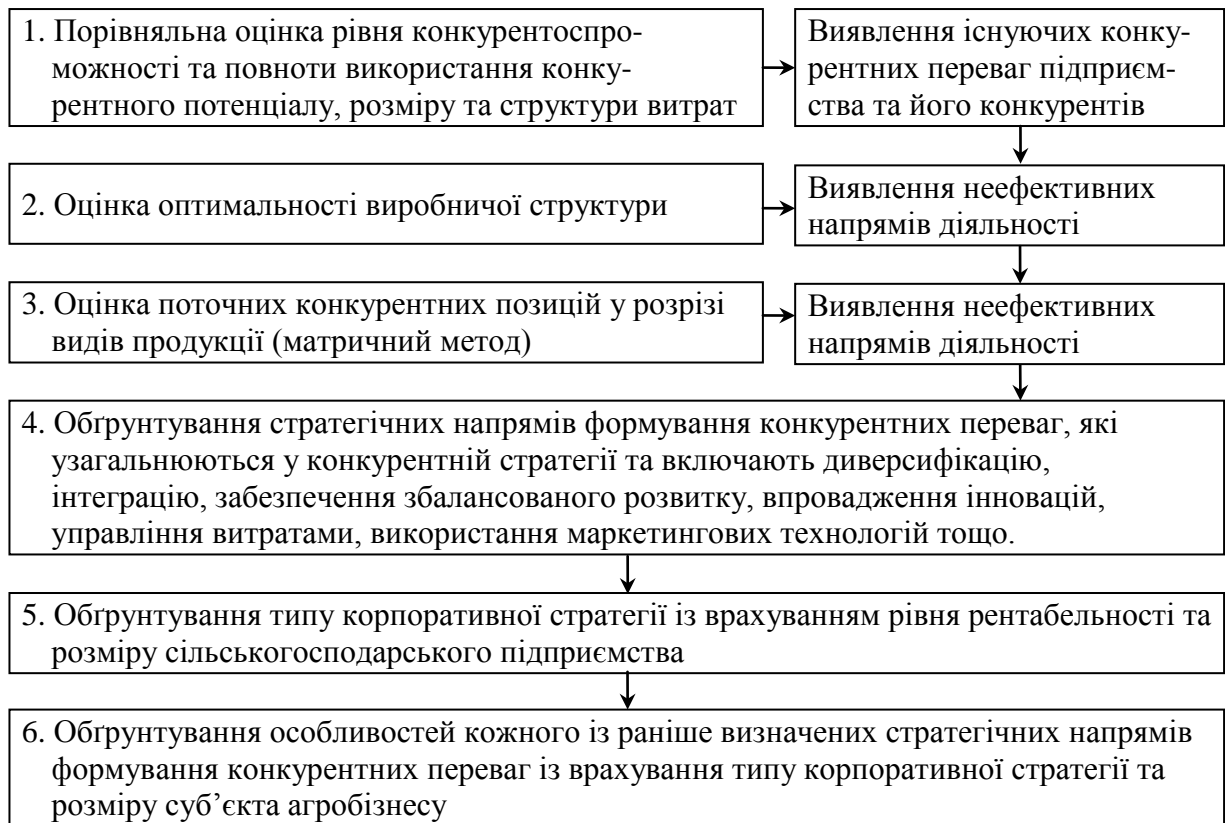 1. Порівняльна оцінка рівня конкурентоспро-
можності та повноти використання конку-
рентного потенціалу, розміру та структури витрат
Виявлення існуючих конку-
рентних переваг підприєм-
ства та його конкурентів
2. Оцінка оптимальності виробничої структури
Виявлення неефективних
напрямів діяльності
3. Оцінка поточних конкурентних позицій у розрізі
видів продукції (матричний метод)
Виявлення неефективних
напрямів діяльності
4. Обґрунтування стратегічних напрямів формування конкурентних переваг, які
узагальнюються у конкурентній стратегії та включають диверсифікацію,
інтеграцію, забезпечення збалансованого розвитку, впровадження інновацій,
управління витратами, використання маркетингових технологій тощо.
5. Обґрунтування типу корпоративної стратегії із врахуванням рівня рентабельності та
розміру сільськогосподарського підприємства
6. Обґрунтування особливостей кожного із раніше визначених стратегічних напрямів
формування конкурентних переваг із врахування типу корпоративної стратегії та
розміру суб’єкта агробізнесу